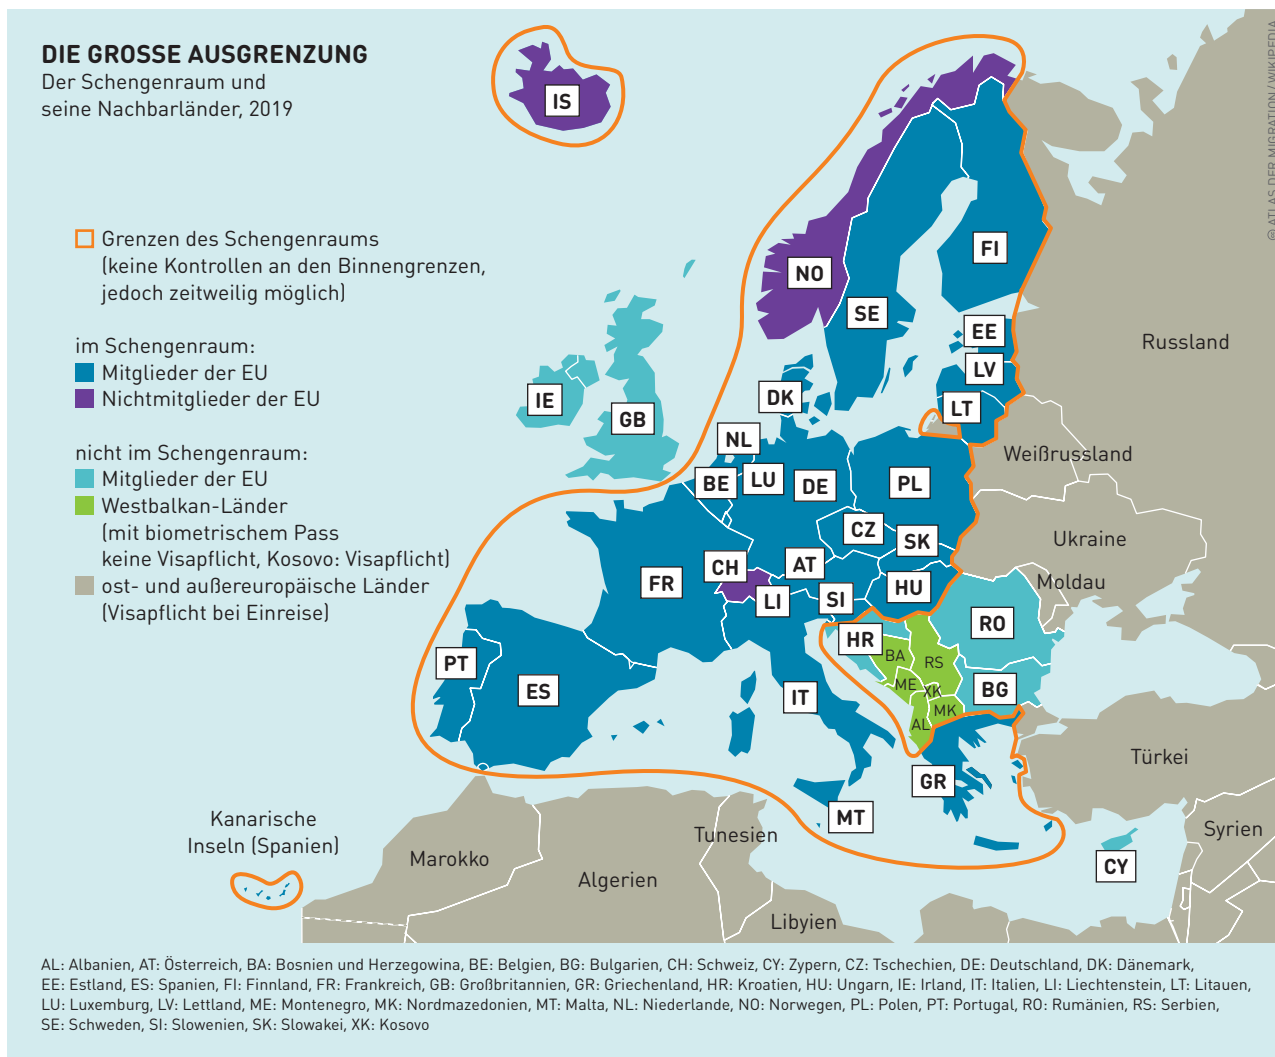 DIE GROSSE AUSGRENZUNG
Der Schengenraum und
seine Nachbarländer, 2019
Grenzen des Schengenraums
(keine Kontrollen an den Binnengrenzen,
jedoch zeitweilig möglich)
im Schengenraum:
Mitglieder der EU
Nichtmitglieder der EU
nicht im Schengenraum:
Mitglieder der EU
Westbalkan-Länder
(mit biometrischem Pass
keine Visapflicht, Kosovo: Visapflicht)
ost- und außereuropäische Länder
(Visapflicht bei Einreise)
© ATLAS DER MIGRATION / WIKIPEDIA
IS
NO
FI
SE
EE
LV
LT
DK
IE
GB
NL
BE
LU
DE
PL
CZ
SK
CH
AT
FR
LI
SI
HU
HR
RO
BA
RS
ME
XK
BG
MK
AL
PT
ES
IT
GR
MT
CY
Russland
Weißrussland
Ukraine
Moldau
Türkei
Syrien
Kanarische
Inseln (Spanien)
Marokko
Algerien
Tunesien
Libyien
AL: Albanien, AT: Österreich, BA: Bosnien und Herzegowina, BE: Belgien, BG: Bulgarien, CH: Schweiz, CY: Zypern, CZ: Tschechien, DE: Deutschland, DK: Dänemark,
EE: Estland, ES: Spanien, FI: Finnland, FR: Frankreich, GB: Großbritannien, GR: Griechenland, HR: Kroatien, HU: Ungarn, IE: Irland, IT: Italien, LI: Liechtenstein, LT: Litauen,
LU: Luxemburg, LV: Lettland, ME: Montenegro, MK: Nordmazedonien, MT: Malta, NL: Niederlande, NO: Norwegen, PL: Polen, PT: Portugal, RO: Rumänien, RS: Serbien,
SE: Schweden, SI: Slowenien, SK: Slowakei, XK: Kosovo